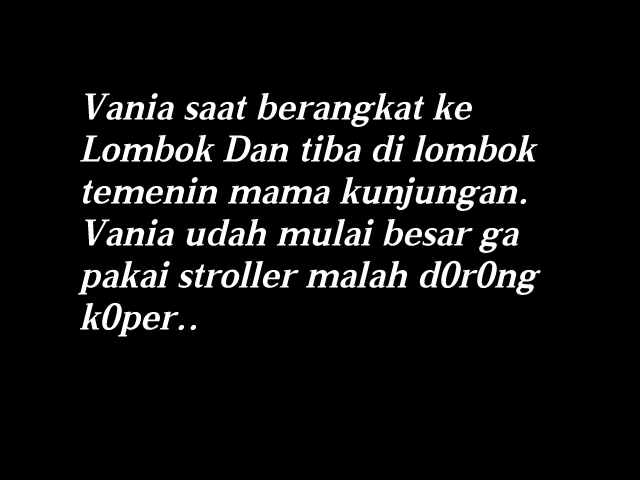 Vania saat berangkat ke
Lombok Dan tiba di lombok
temenin mama kunjungan.
Vania udah mulai besar ga
pakai stroller malah d0r0ng
k0per..